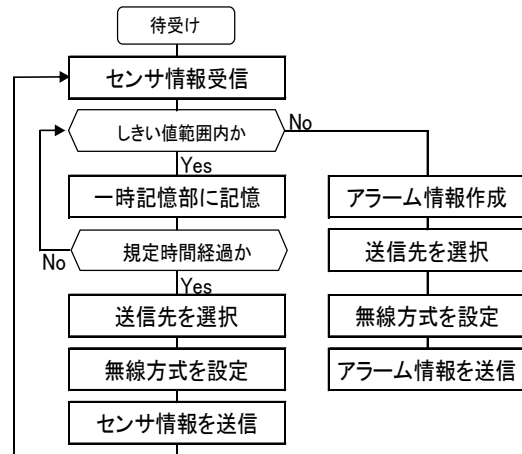 待受け
センサ情報受信
しきい値範囲内か
No
Yes
一時記憶部に記憶
アラーム情報作成
規定時間経過か
送信先を選択
No
Yes
送信先を選択
無線方式を設定
無線方式を設定
アラーム情報を送信
センサ情報を送信